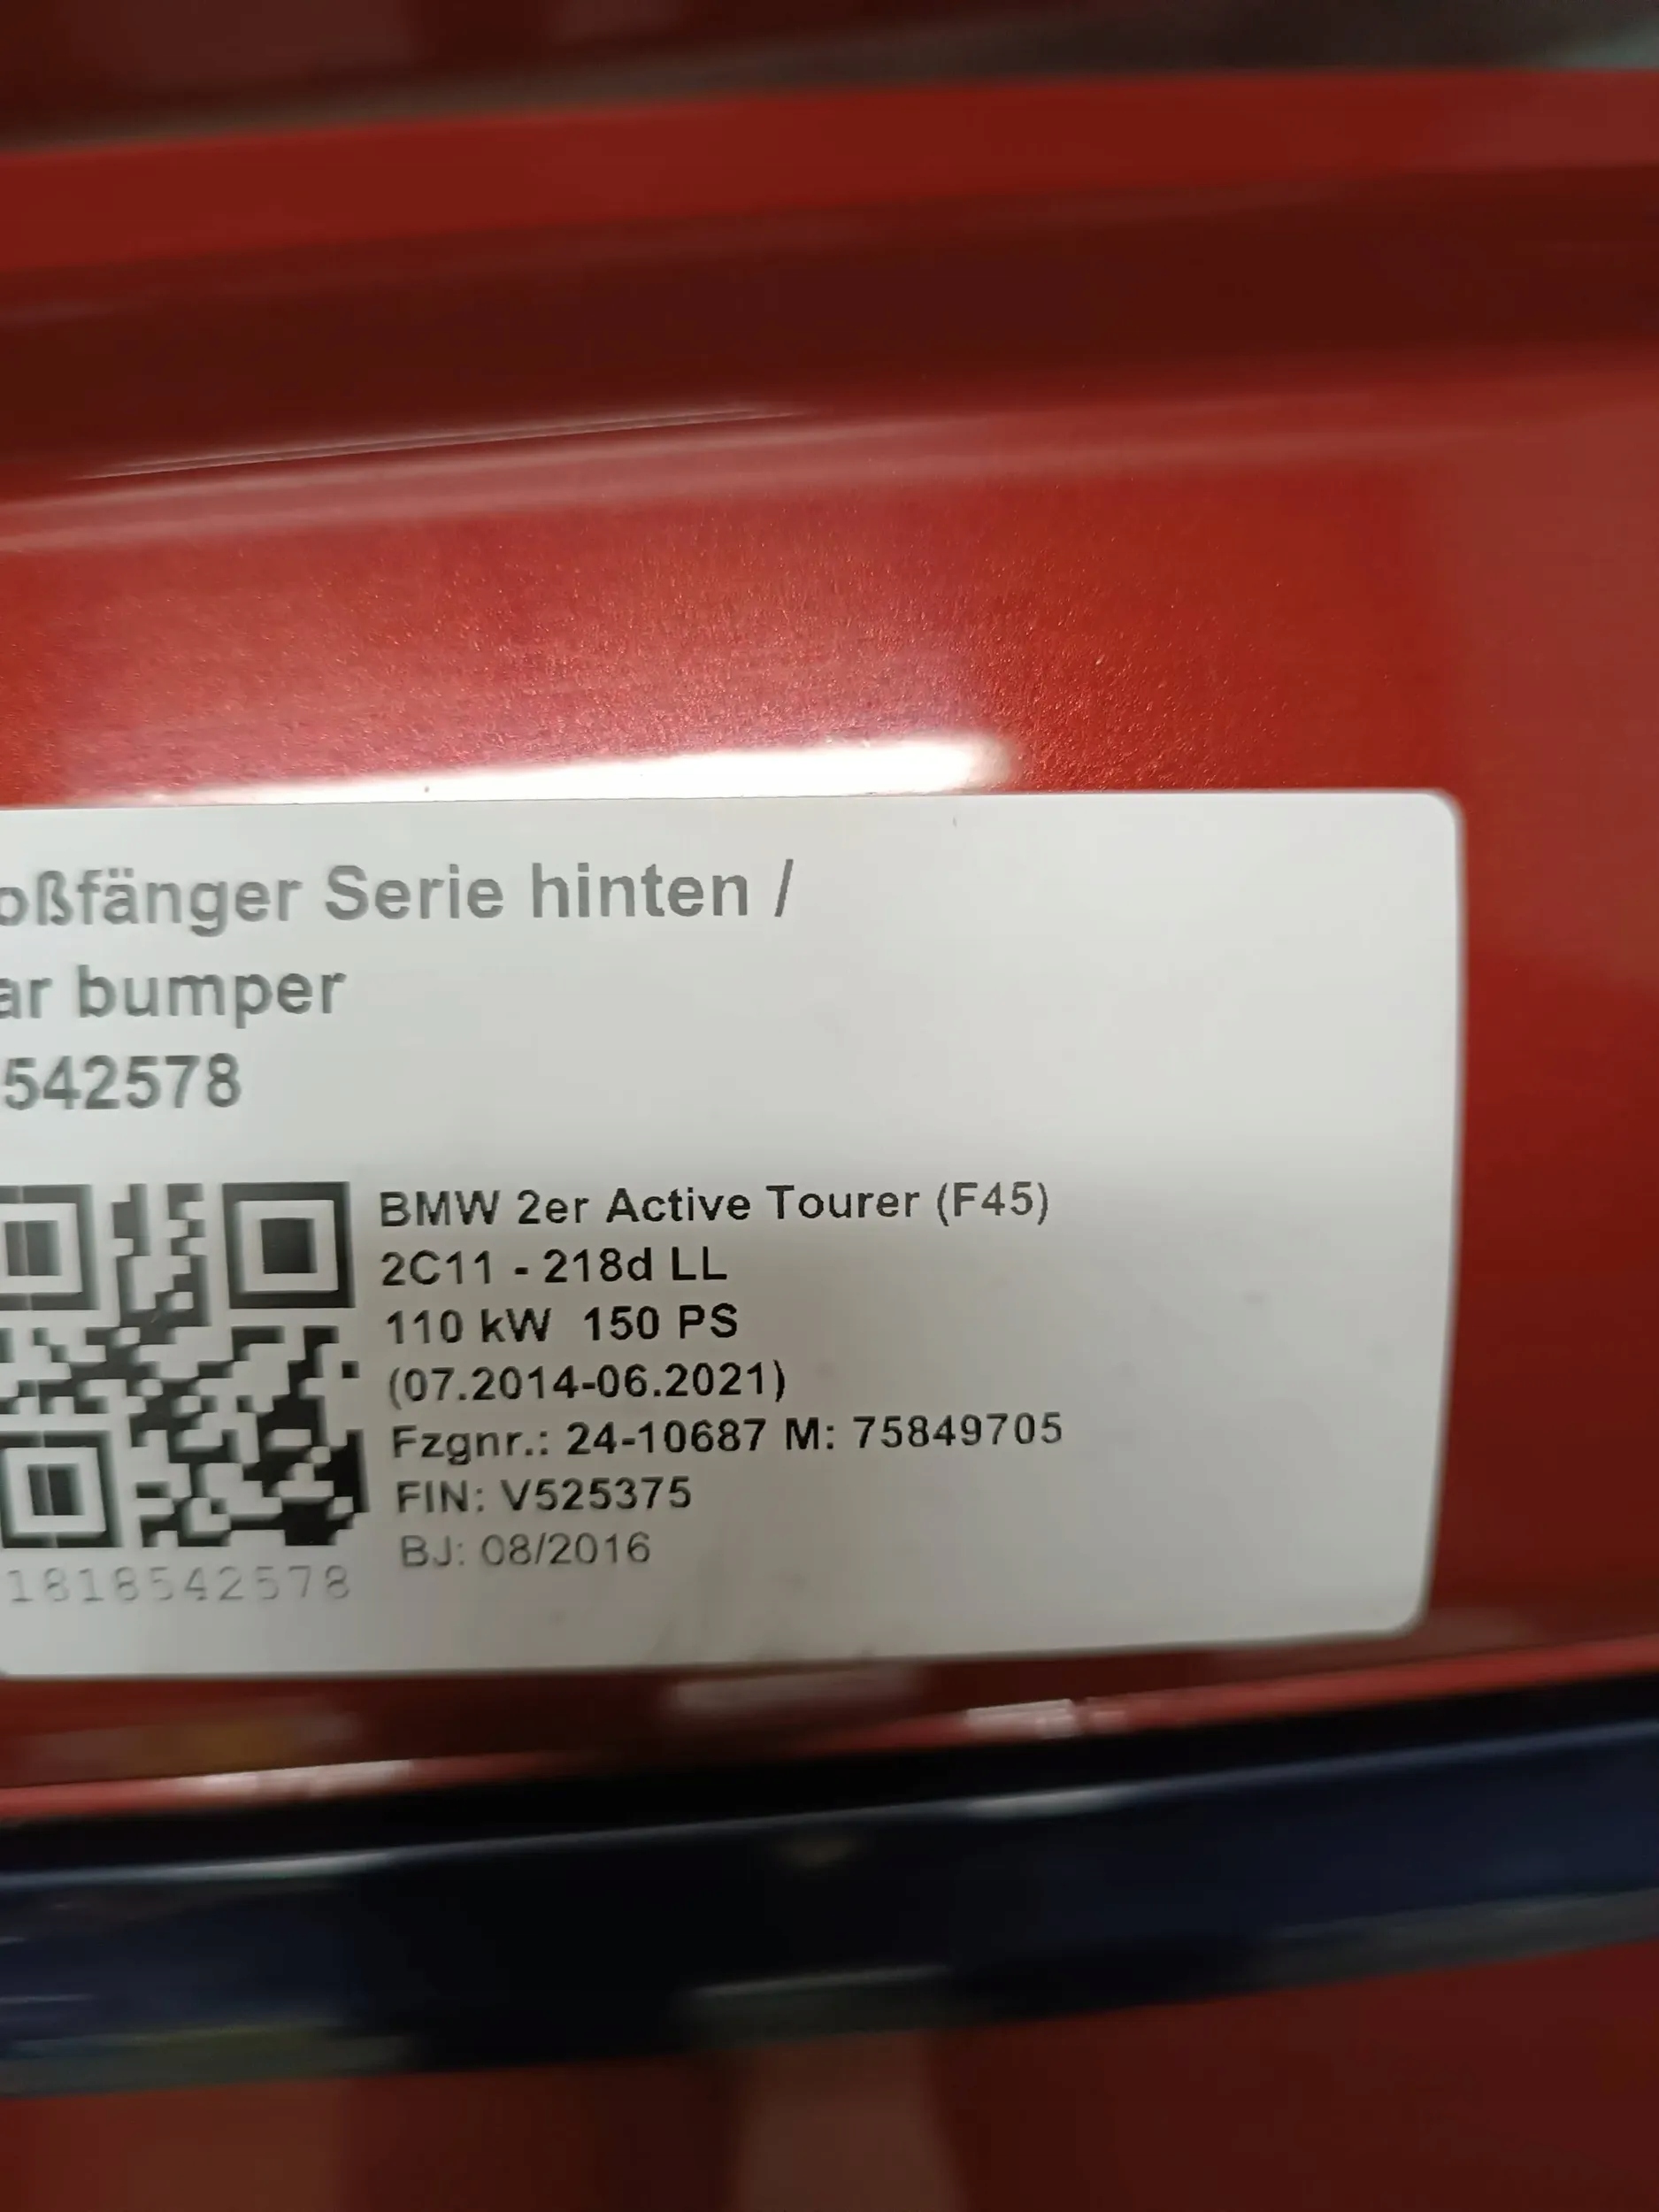 oßfänger Serie hinten /
ar bumper
542578
BMW 2er Active Tourer (F45)
2C11 - 218d LL
110 kW 150 PS
(07.2014-06.2021)
Fzgnr.: 24-10687 M: 75849705
FIN: V525375
BJ: 08/2016
1818542578